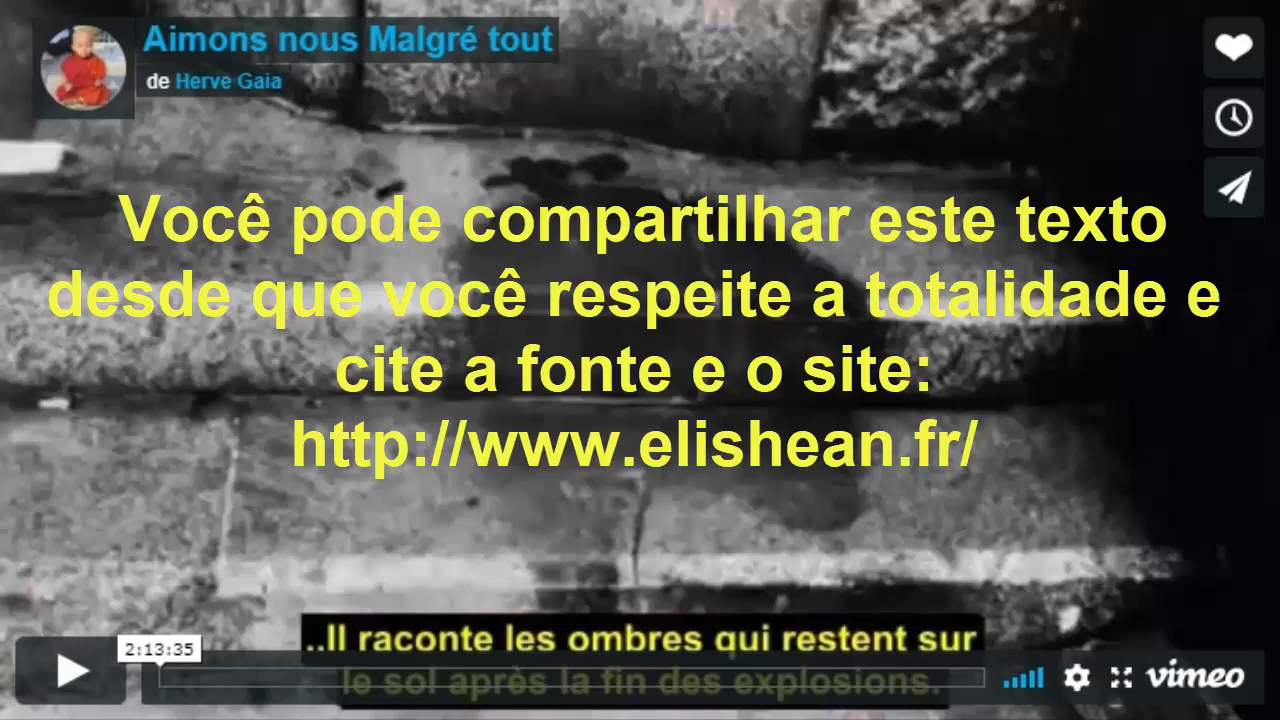 Aimons nous Malgré tout
de Herve Gaia
Você pode compartilhar este texto
desde que você respeite a totalidade e
cite a fonte e o site:
http://www.elishean.fr/
..Il raconte les ombres qui restent sur
le sol après la fin des explosions.
2:13:35
vimeo